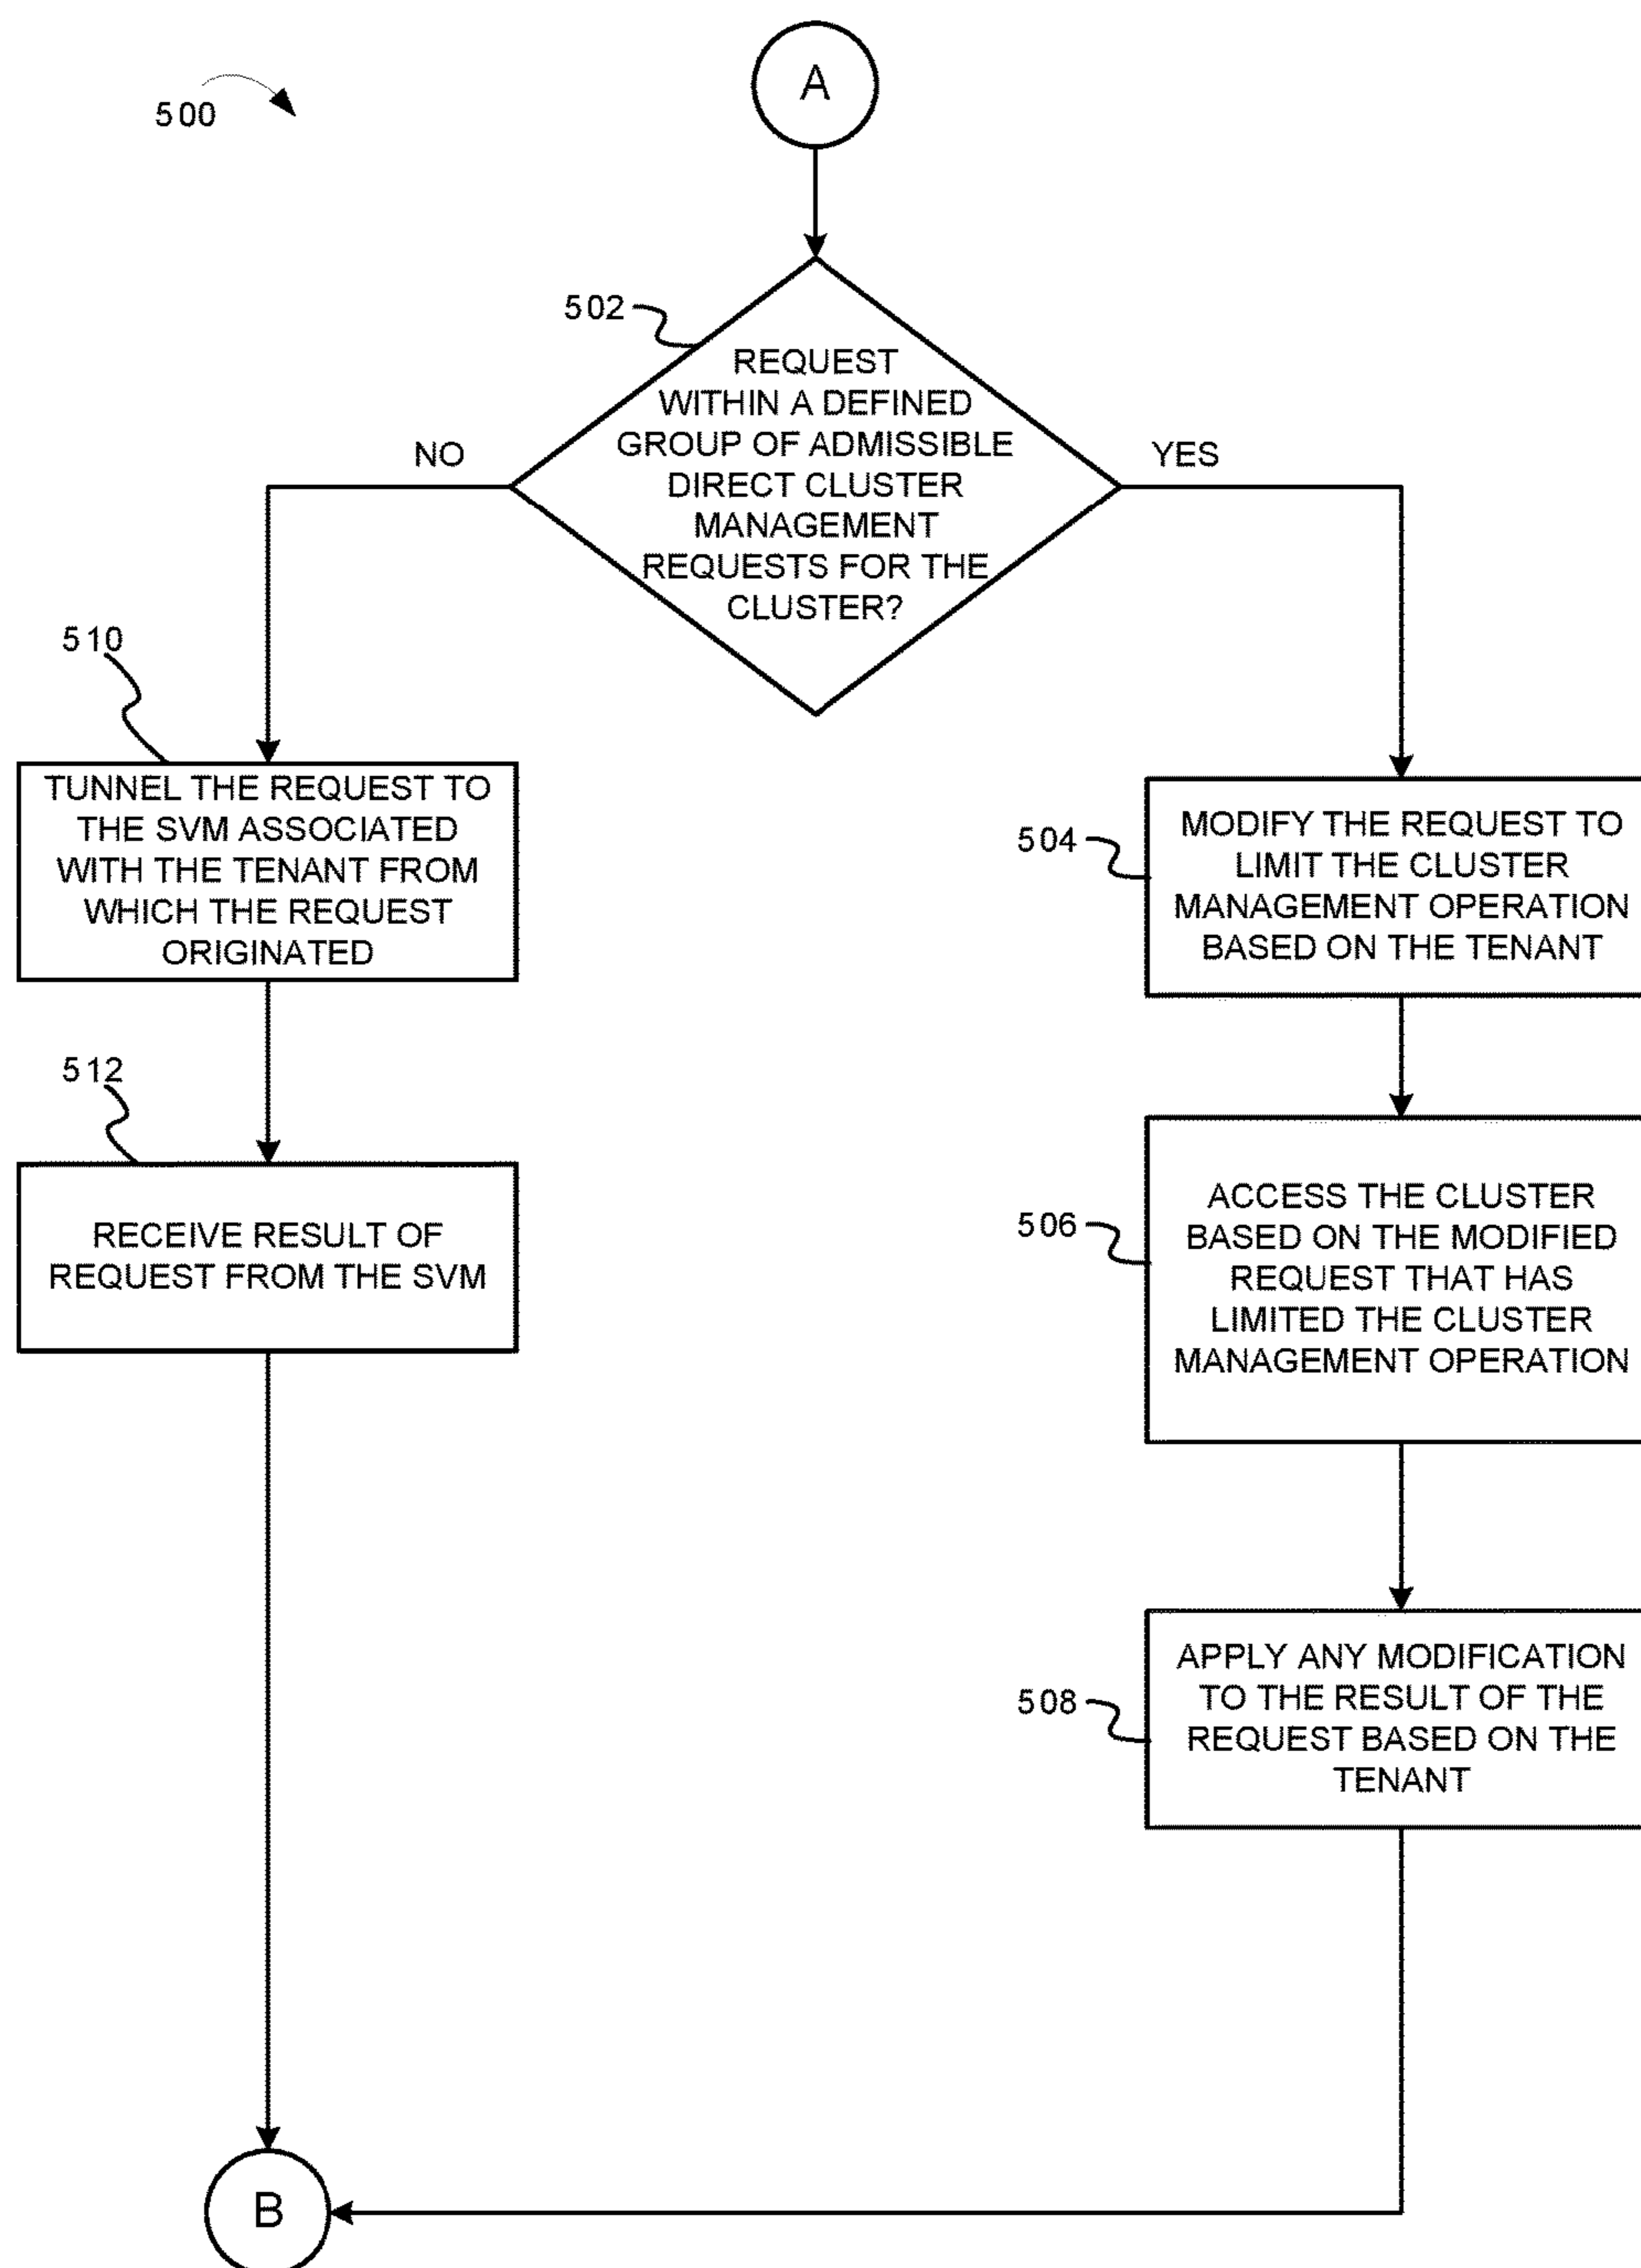 500
A
502
REQUEST
WITHIN A DEFINED
GROUP OF ADMISSIBLE
DIRECT CLUSTER
MANAGEMENT
REQUESTS FOR THE
CLUSTER?
NO
YES
510
TUNNEL THE REQUEST TO
THE SVM ASSOCIATED
WITH THE TENANT FROM
WHICH THE REQUEST
ORIGINATED
504
MODIFY THE REQUEST TO
LIMIT THE CLUSTER
MANAGEMENT OPERATION
BASED ON THE TENANT
512
RECEIVE RESULT OF
REQUEST FROM THE SVM
506
ACCESS THE CLUSTER
BASED ON THE MODIFIED
REQUEST THAT HAS
LIMITED THE CLUSTER
MANAGEMENT OPERATION
508
APPLY ANY MODIFICATION
TO THE RESULT OF THE
REQUEST BASED ON THE
TENANT
B